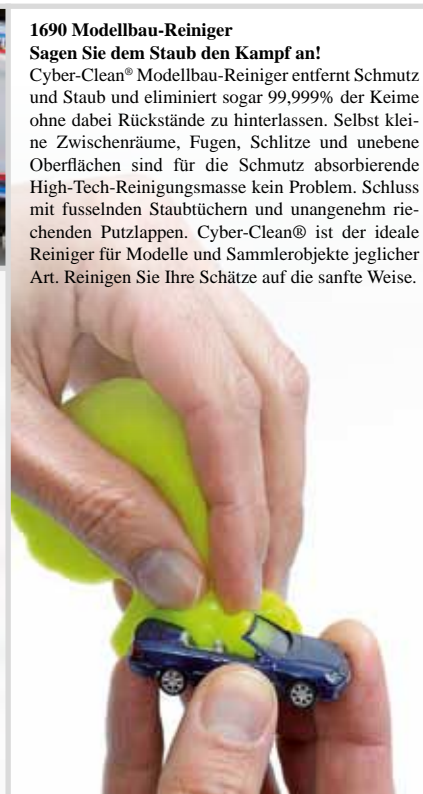 1690 Modellbau-Reiniger
Sagen Sie dem Staub den Kampf an!
Cyber-Clean® Modellbau-Reiniger entfernt Schmutz
und Staub und eliminiert sogar 99,999% der Keime
ohne dabei Rückstände zu hinterlassen. Selbst klei-
ne Zwischenräume, Fugen, Schlitze und unebene
Oberflächen sind für die Schmutz absorbierende
High-Tech-Reinigungsmasse kein Problem. Schluss
mit fusselnden Staubtüchern und unangenehm rie-
chenden Putzlappen. Cyber-Clean® ist der ideale
Reiniger für Modelle und Sammlerobjekte jeglicher
Art. Reinigen Sie Ihre Schätze auf die sanfte Weise.